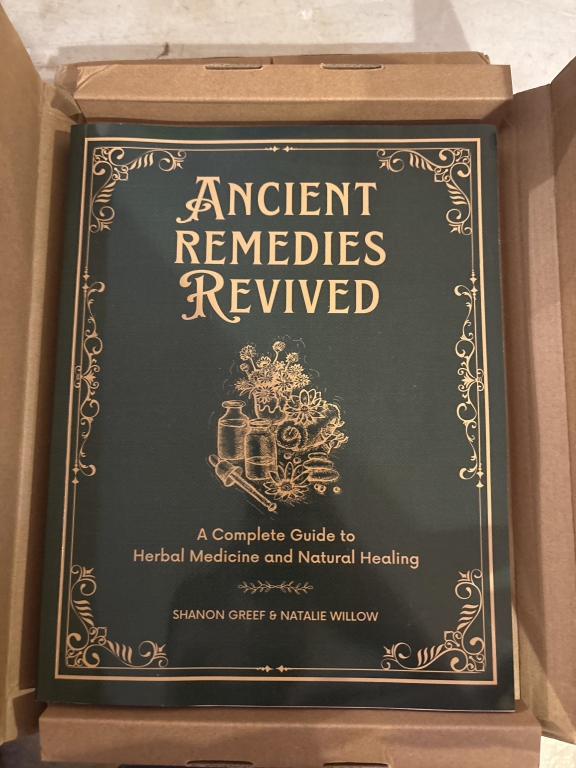 ANCIENT
REMEDIES
REVIVED
A Complete Guide to
Herbal Medicine and Natural Healing
SHANON GREEF & NATALIE WILLOW